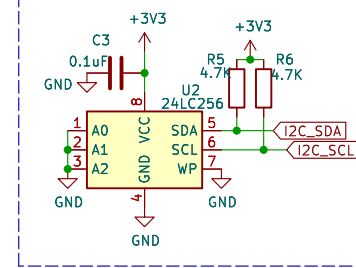 +3V3
+3V3
C3
0.1uF
GND
R5
4.7K
R6
4.7K
U2
24LC256
8
VCC
1 A0
2 A1
3 A2
SDA 5
SCL 6
WP 7
I2C_SDA
I2C_SCL
GND
4
GND
GND
GND